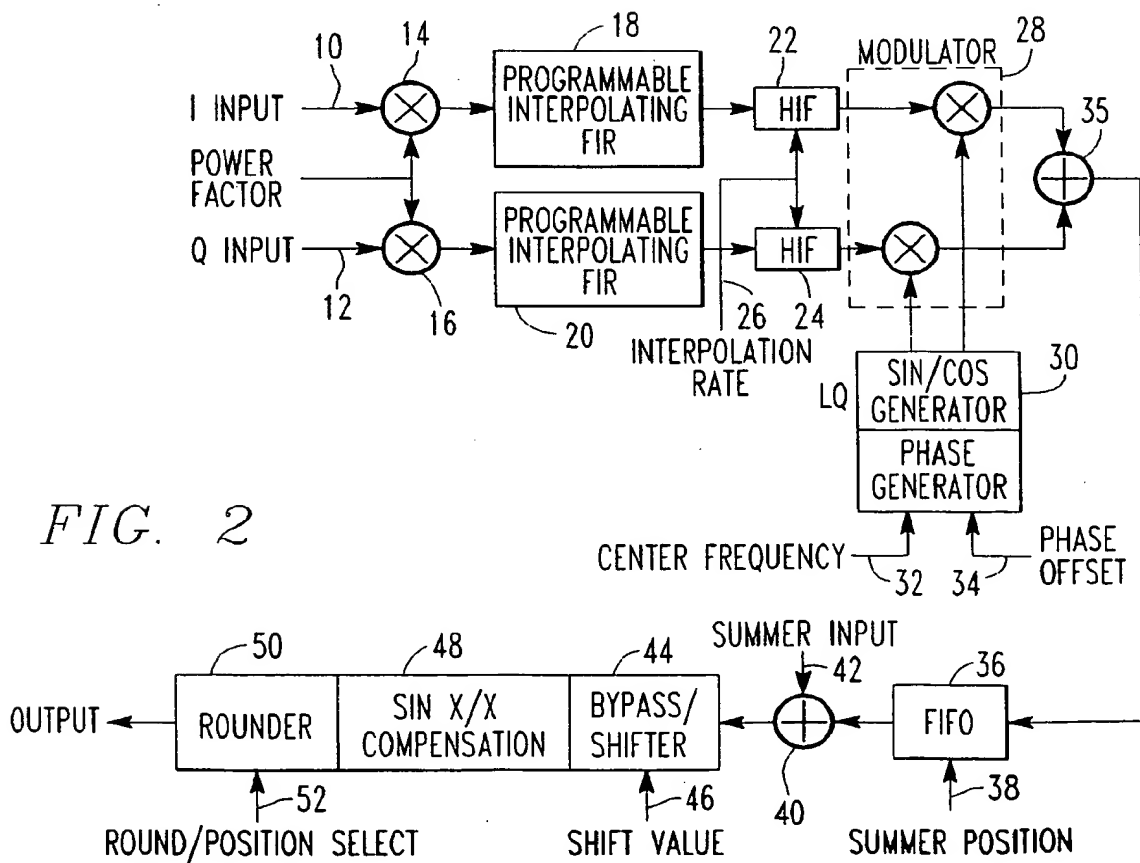 10
14
18
22
MODULATOR
28
I INPUT
PROGRAMMABLE
INTERPOLATING
FIR
HIF
35
POWER
FACTOR
Q INPUT
PROGRAMMABLE
INTERPOLATING
FIR
HIF
12
16
20
26
24
INTERPOLATION
RATE
LQ
SIN/COS
GENERATOR
30
PHASE
GENERATOR
FIG. 2
CENTER FREQUENCY
32
34
PHASE
OFFSET
SUMMER INPUT
50
48
44
42
36
OUTPUT
ROUNDER
SIN X/X
COMPENSATION
BYPASS/
SHIFTER
FIFO
52
46
40
38
ROUND/POSITION SELECT
SHIFT VALUE
SUMMER POSITION